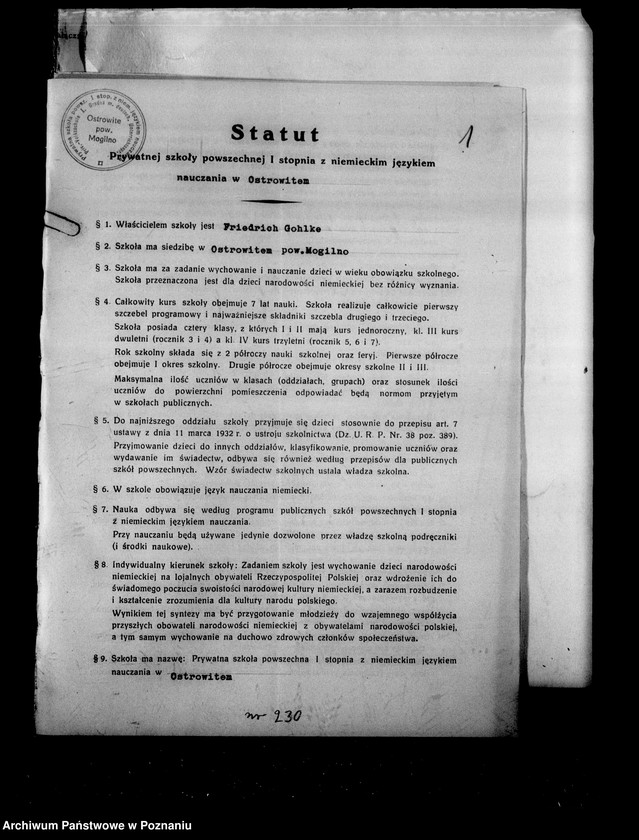 Ostrowite
pow.
Mogilno
1
Statut
Prywatnej szkoły powszechnej I stopnia z niemieckim językiem
nauczania w Ostrowitem
§ 1. Właścicielem szkoły jest Friedrich Gohlke
§ 2. Szkoła ma siedzibę w Ostrowitem pow.Mogilno
§ 3. Szkoła ma za zadanie wychowanie i nauczanie dzieci w wieku obowiązku szkolnego.
Szkoła przeznaczona jest dla dzieci narodowości niemieckiej bez różnicy wyznania.
§ 4. Całkowity kurs szkoły obejmuje 7 lat nauki. Szkoła realizuje całkowicie pierwszy
szczebel programowy i najważniejsze składniki szczebla drugiego i trzeciego.
Szkoła posiada cztery klasy, z których I i II mają kurs jednoroczny, kl. III kurs
dwuletni (rocznik 3 i 4) a kl. IV kurs trzyletni (rocznik 5, 6 i 7).
Rok szkolny składa się z 2 półroczy nauki szkolnej oraz feryj. Pierwsze półrocze
obejmuje I okres szkolny. Drugie półrocze obejmuje okresy szkolne II i III.
Maksymalna ilość uczniów w klasach (oddziałach, grupach) oraz stosunek ilości
uczniów do powierzchni pomieszczenia odpowiadać będą normom przyjętym
w szkołach publicznych.
§ 5. Do najniższego oddziału szkoły przyjmuje się dzieci stosownie do przepisu art. 7
ustawy z dnia 11 marca 1932 r. o ustroju szkolnictwa (Dz. U. R. P. Nr. 38 poz. 389).
Przyjmowanie dzieci do innych oddziałów, klasyfikowanie, promowanie uczniów oraz
wydawanie im świadectw, odbywa się również według przepisów dla publicznych
szkół powszechnych. Wzór świadectw szkolnych ustala władza szkolna.
§ 6. W szkole obowiązuje język nauczania niemiecki.
§ 7. Nauka odbywa się według programu publicznych szkół powszechnych I stopnia
z niemieckim językiem nauczania.
Przy nauczaniu będą używane jedynie dozwolone przez władzę szkolną podręczniki
(i środki naukowe).
§ 8. Indywidualny kierunek szkoły: Zadaniem szkoły jest wychowanie dzieci narodowości
niemieckiej na lojalnych obywateli Rzeczypospolitej Polskiej oraz wdrożenie ich do
świadomego poczucia swoistości narodowej kultury niemieckiej, a zarazem rozbudzenie
i kształcenie zrozumienia dla kultury narodu polskiego.
Wynikiem tej syntezy ma być przygotowanie młodzieży do wzajemnego współżycia
przyszłych obywateli narodowości niemieckiej z obywatelami narodowości polskiej,
a tym samym wychowanie na duchowo zdrowych członków społeczeństwa.
§ 9. Szkoła ma nazwę: Prywatna szkoła powszechna I stopnia z niemieckim językiem
nauczania w Ostrowitem
nr 230
Archiwum Państwowe w Poznaniu